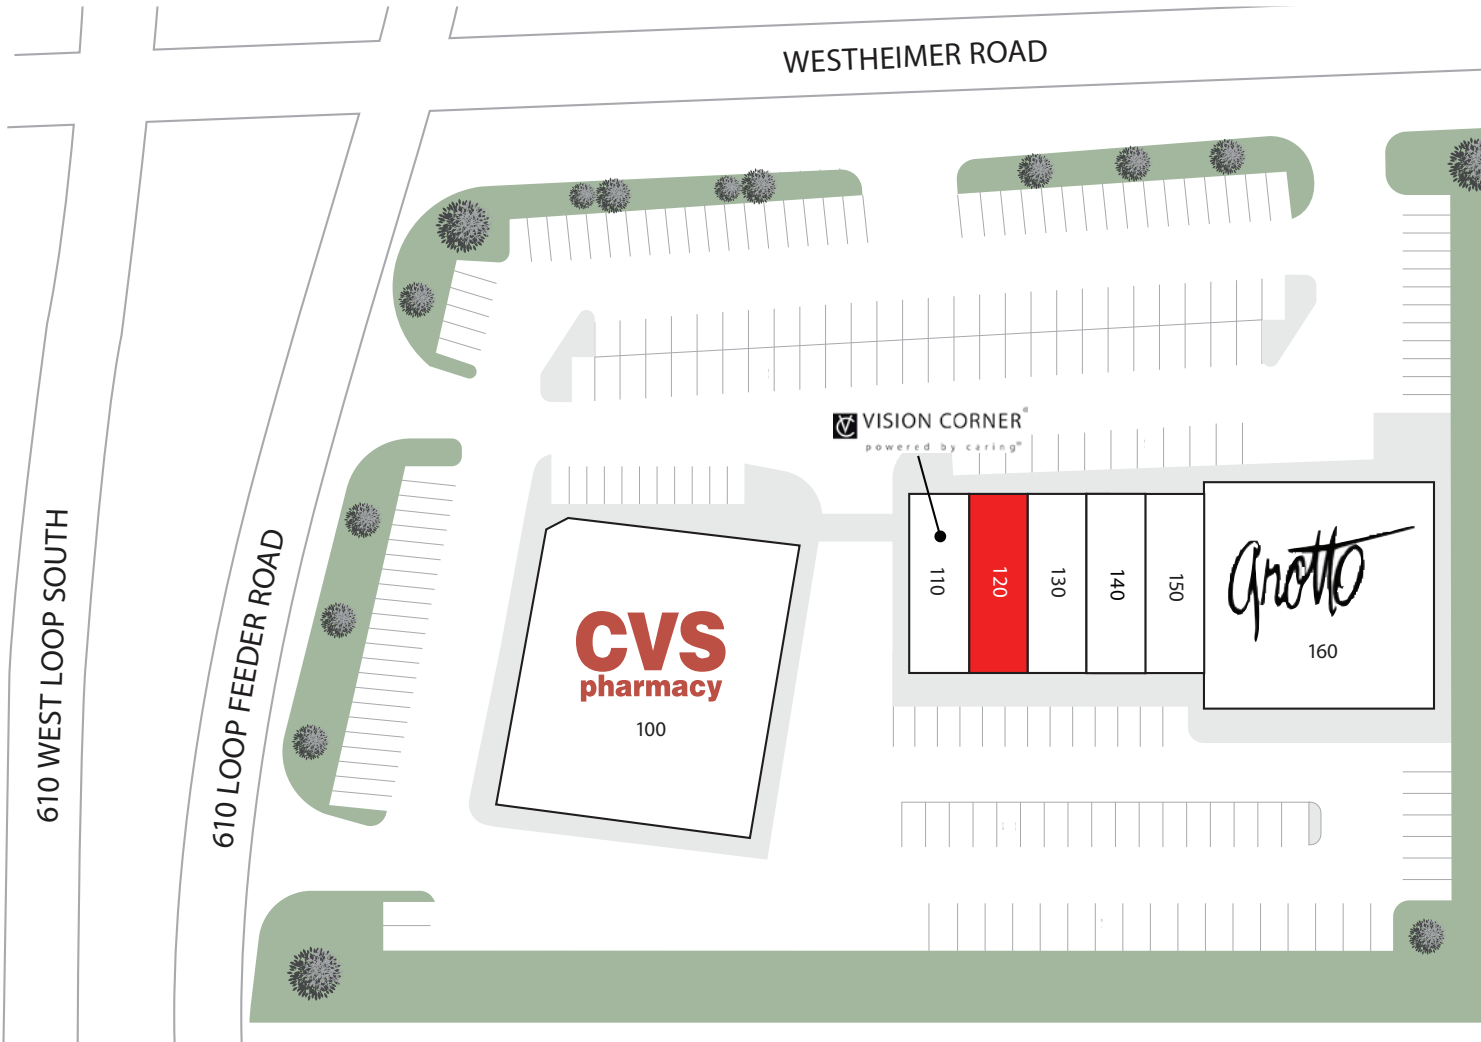 WESTHEIMER ROAD
VISION CORNER®
powered by caring®
610 WEST LOOP SOUTH
610 LOOP FEEDER ROAD
CVS
pharmacy
100
110
120
130
140
150
grotto
160